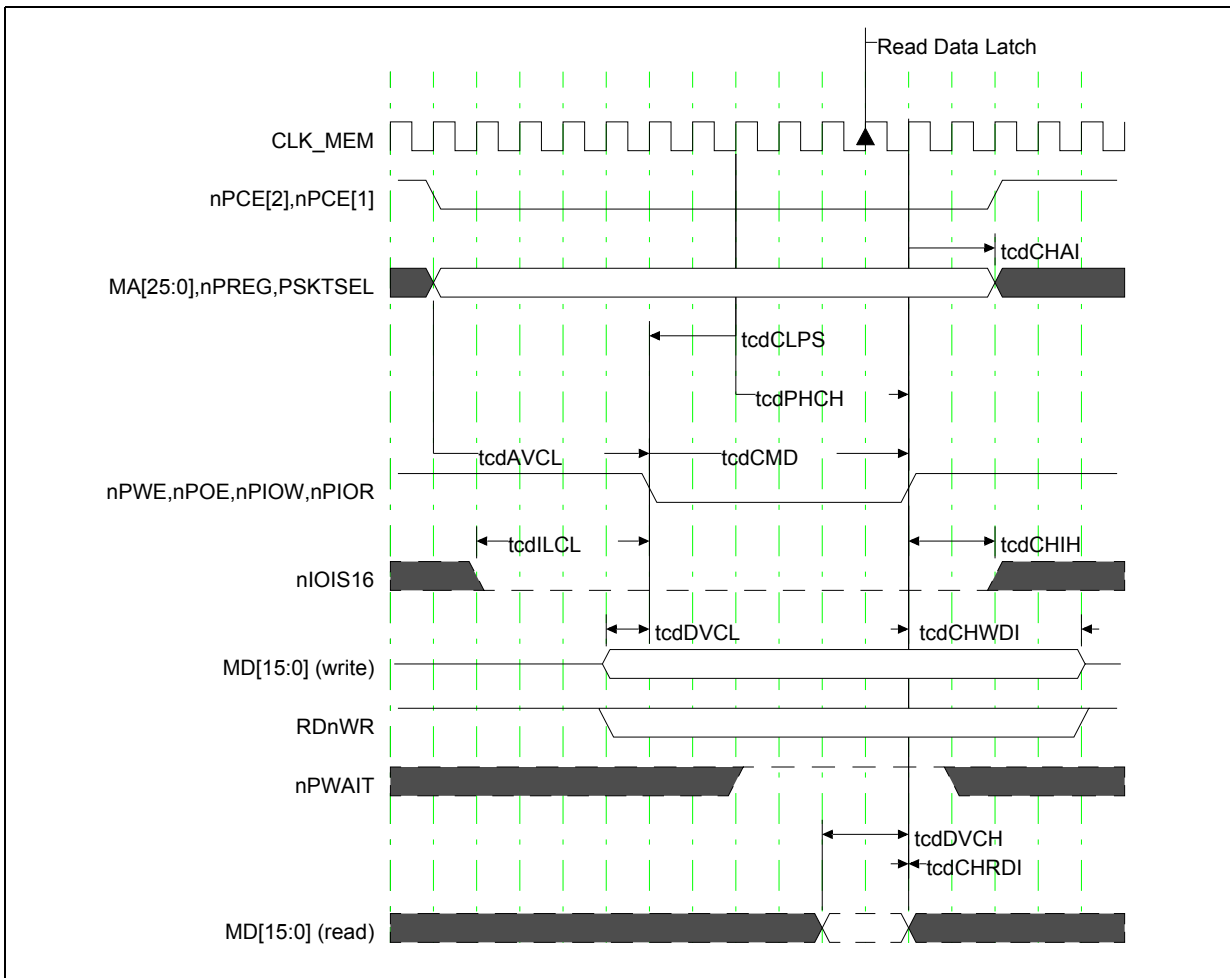 Read Data Latch
CLK_MEM
nPCE[2],nPCE[1]
tcdCHAI
MA[25:0],nPREG,PSKTSEL
tcdCLPS
tcdPHCH
tcdAVCL
tcdCMD
nPWE,nPOE,nPIOW,nPIOR
tcdILCL
tcdCHIH
nIOIS16
tcdDVCL
tcdCHWDI
MD[15:0] (write)
RDnWR
nPWAIT
tcdDVCH
tcdCHRDI
MD[15:0] (read)